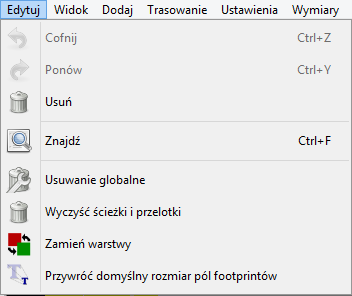 Edytuj Widok Dodaj Trasowanie Ustawienia Wymiary
Cofnij Ctrl+Z
Ponów Ctrl+Y
Usuń
Znajdź Ctrl+F
Usuwanie globalne
Wyczyść ścieżki i przelotki
Zamień warstwy
Przywróć domyślny rozmiar pól footprintów